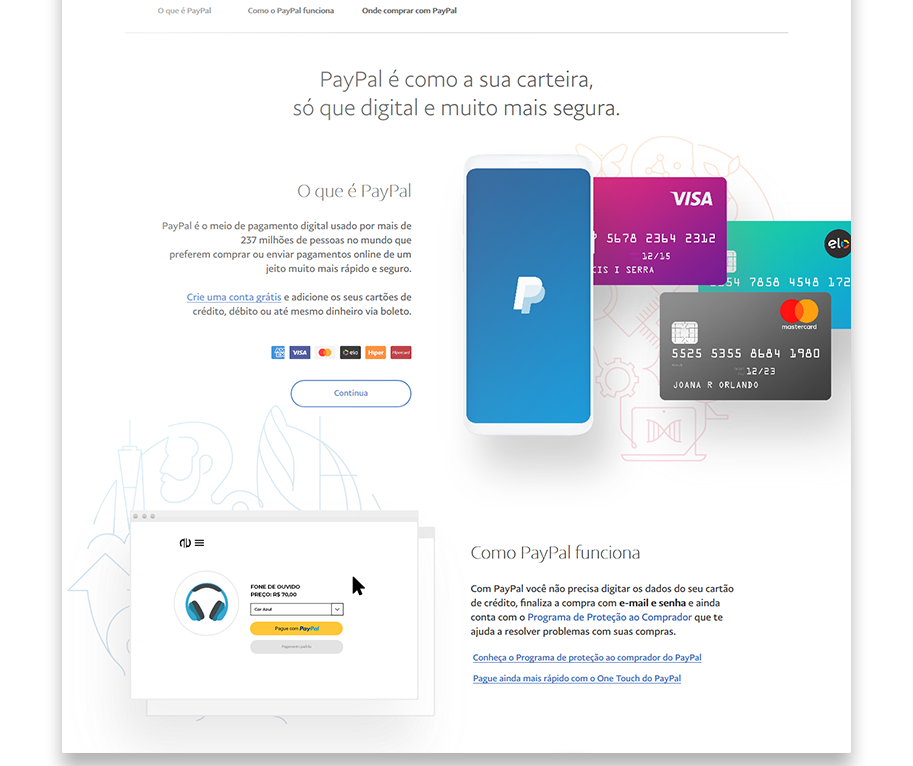 O que é PayPal
Como o PayPal funciona
Onde comprar com PayPal
PayPal é como a sua carteira,
só que digital e muito mais segura.
O que é PayPal
PayPal é o meio de pagamento digital usado por mais de
237 milhões de pessoas no mundo que
preferem comprar ou enviar pagamentos online de um
jeito muito mais rápido e seguro.
Crie uma conta grátis e adicione os seus cartões de
crédito, débito ou até mesmo dinheiro via boleto.
VISA
elo
Hiper
Hipercard
Continua
VISA
5678 2364 2312
12/15
CIS I SERRA
elo
54 7858 4548 172
mastercard
5525 5355 8684 1980
12/23
JOANA R ORLANDO
FONE DE OUVIDO
PREÇO: R$ 70,00
Cor Azul
Pague com PayPal
Pagamento padrão
Como PayPal funciona
Com PayPal você não precisa digitar os dados do seu cartão
de crédito, finaliza a compra com e-mail e senha e ainda
conta com o Programa de Proteção ao Comprador que te
ajuda a resolver problemas com suas compras.
Conheça o Programa de proteção ao comprador do PayPal
Pague ainda mais rápido com o One Touch do PayPal